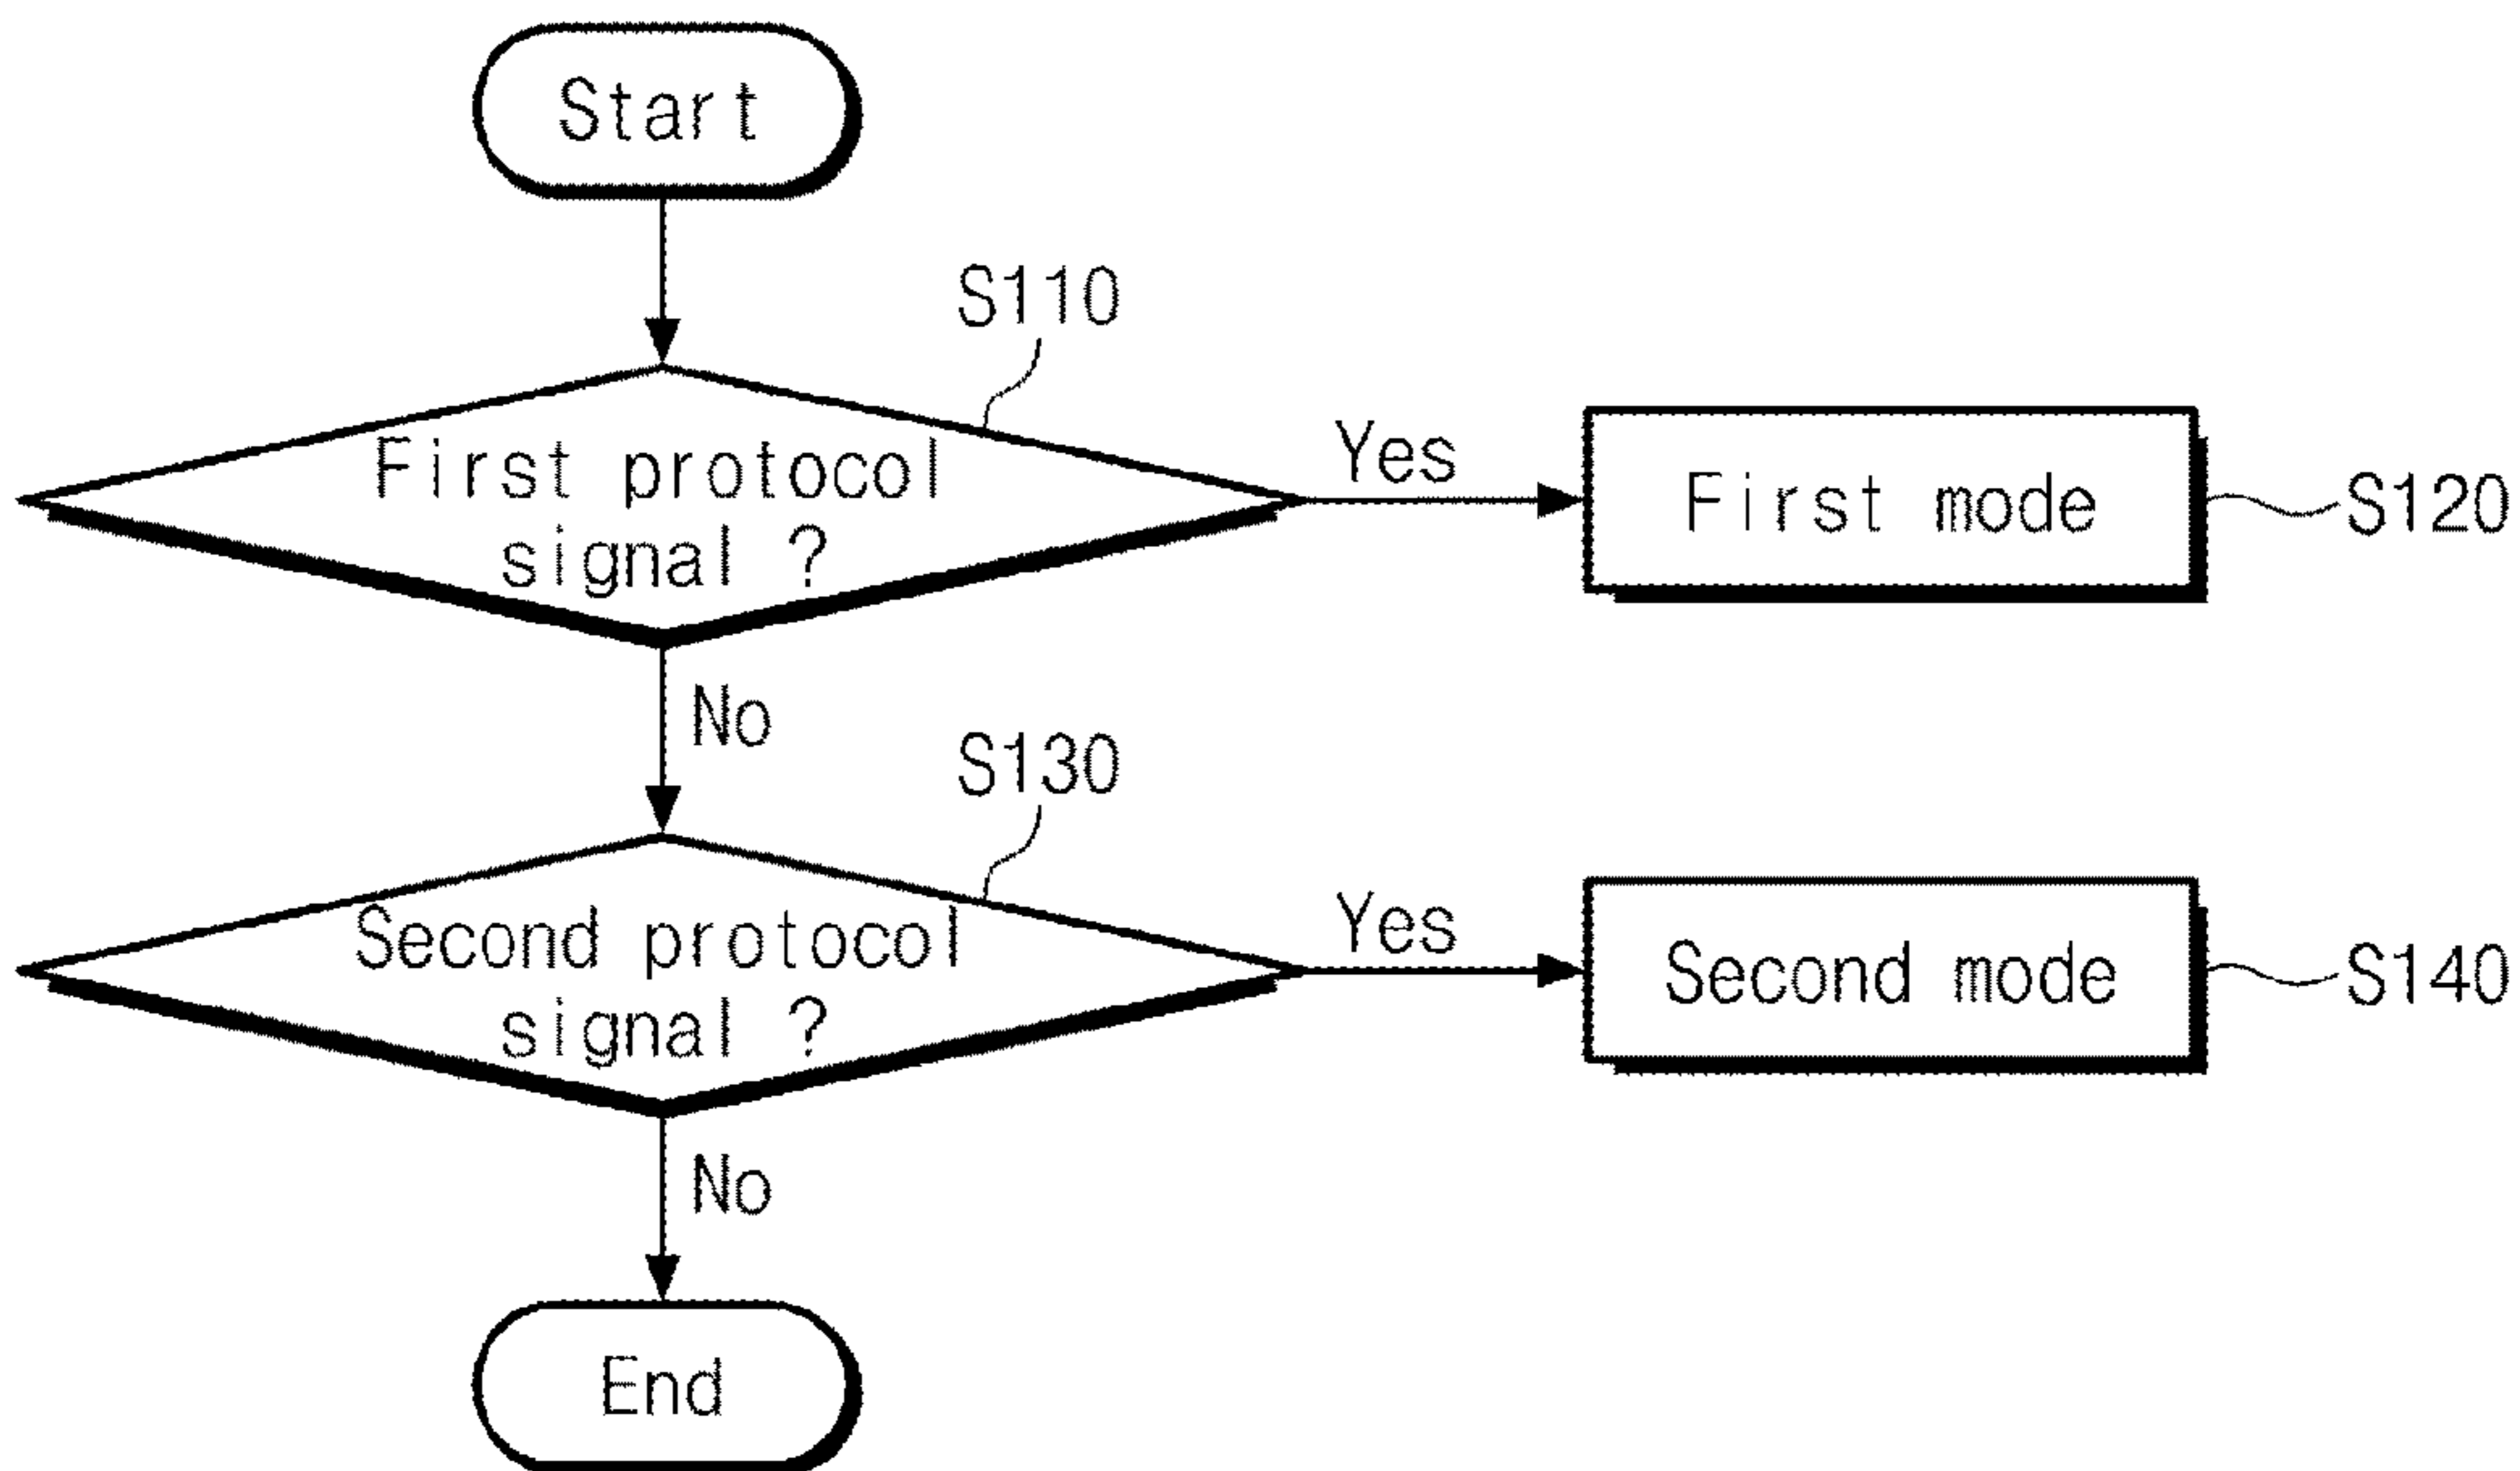 Start
S110
First protocol
signal ?
Yes
First mode
S120
No
S130
Second protocol
signal ?
Yes
Second mode
S140
No
End